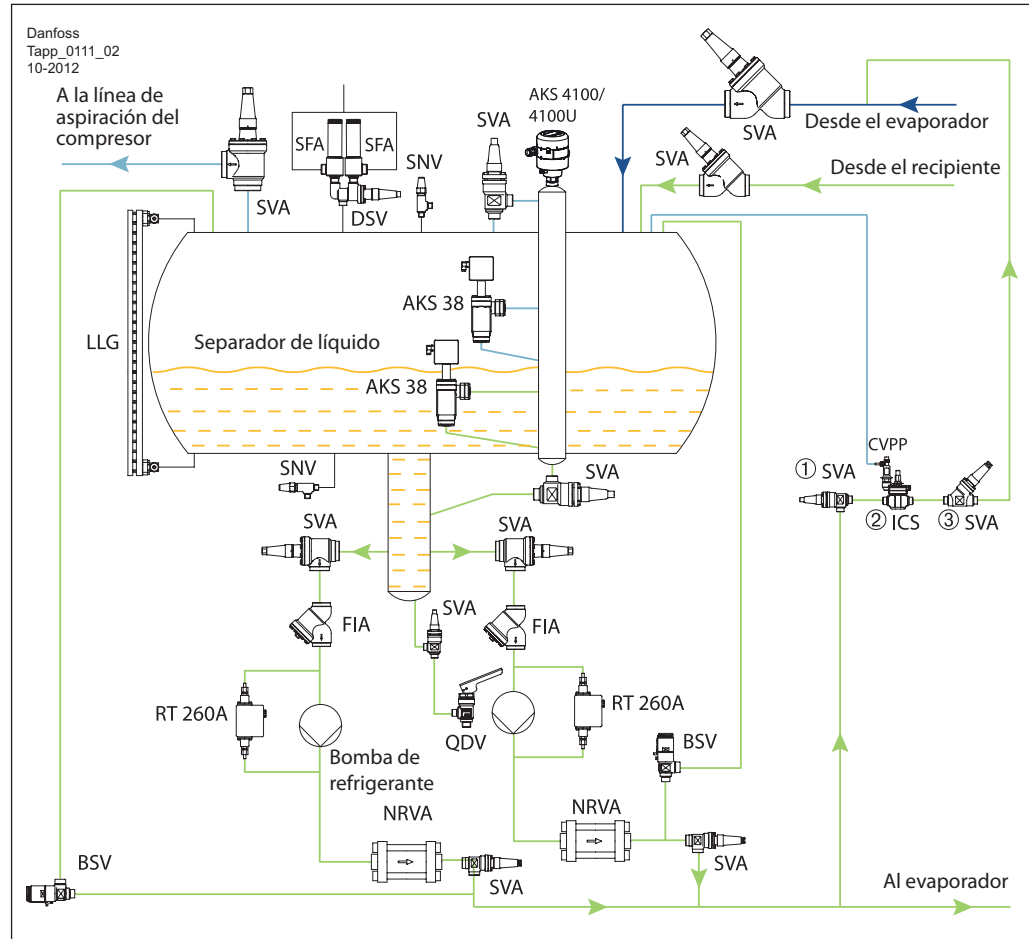 Danfoss
Tapp_0111_02
10-2012
A la línea de
aspiración del
compresor
SVA
SFA
SFA
DSV
SNV
SVA
AKS 4100/
4100U
SVA
Desde el evaporador
SVA
Desde el recipiente
LLG
AKS 38
Separador de líquido
AKS 38
SNV
SVA
CVPP
① SVA
② ICS
③ SVA
SVA
SVA
FIA
SVA
FIA
RT 260A
QDV
RT 260A
Bomba de
refrigerante
BSV
NRVA
NRVA
BSV
SVA
SVA
Al evaporador